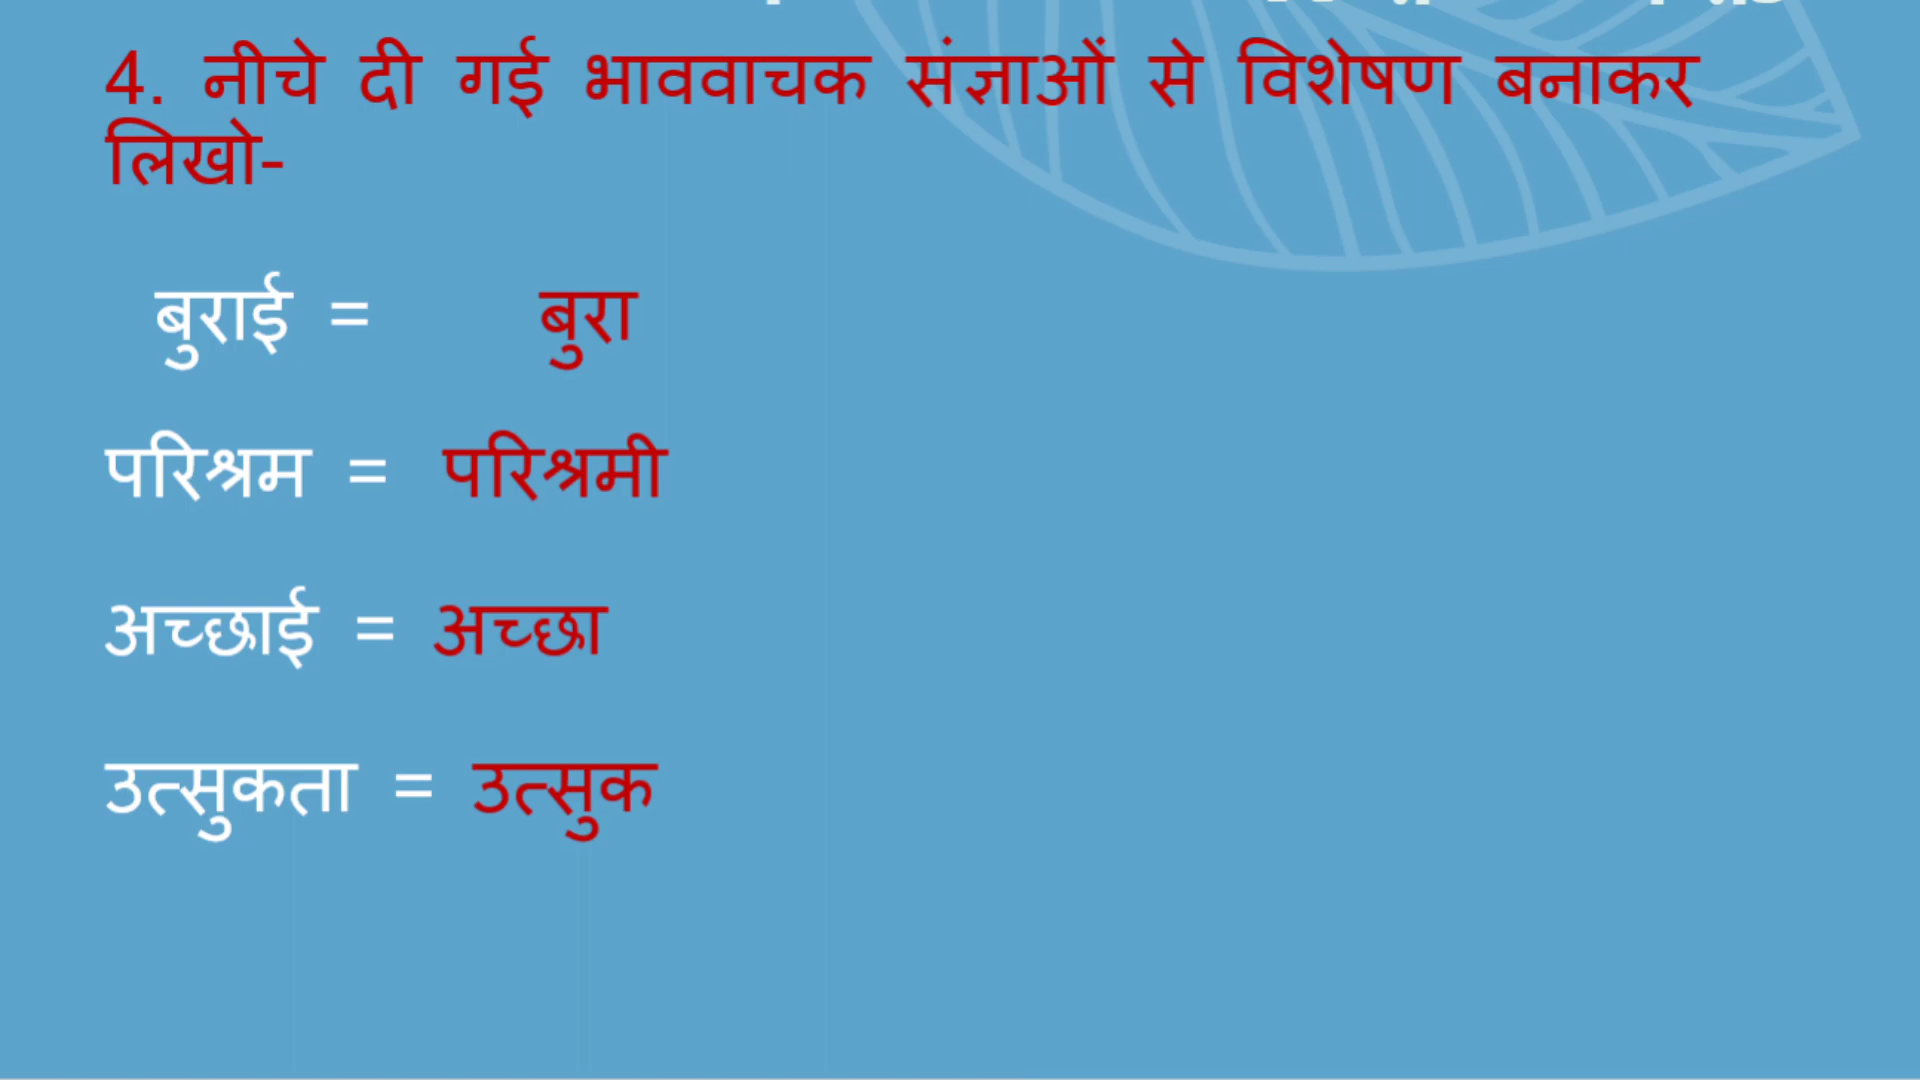 4. नीचे दी गई भाववाचक संज्ञाओं से विशेषण बनाकर
लिखो-
बुराई = बुरा
परिश्रम = परिश्रमी
अच्छाई = अच्छा
उत्सुकता = उत्सुक